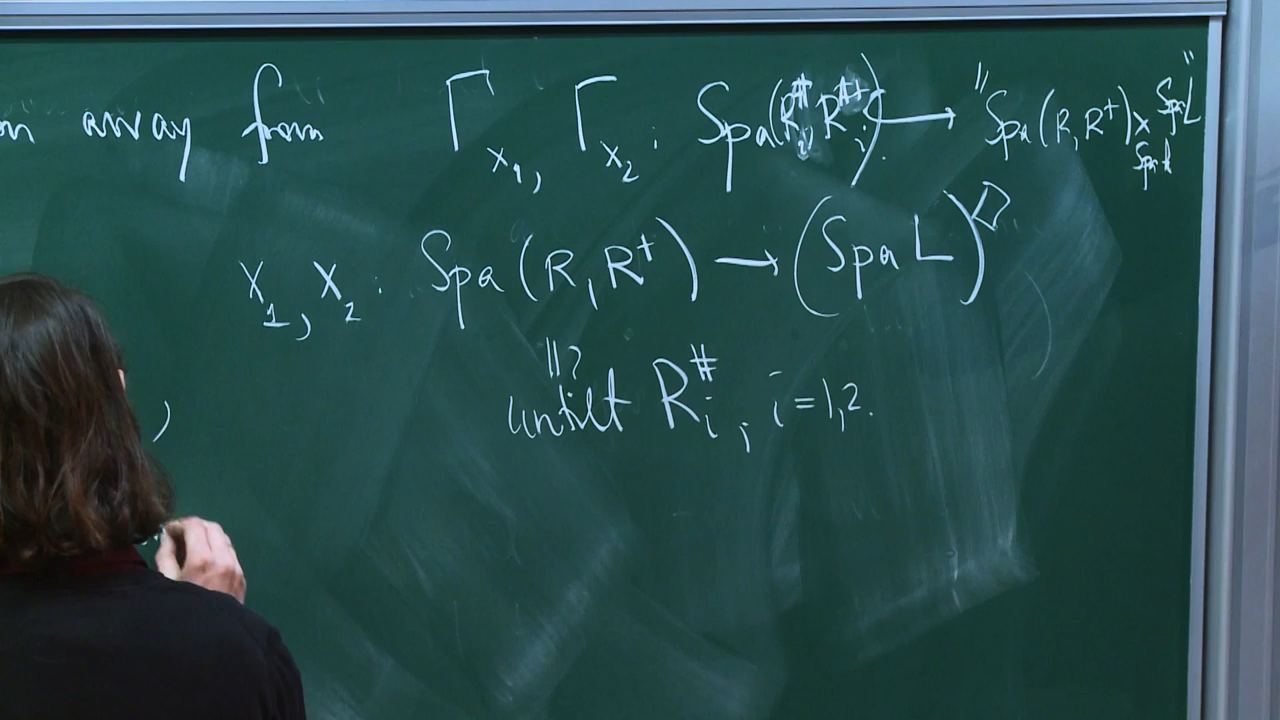 away from Γ_{x_1}, Γ_{x_2} : Spa(R_i^#, R_i^{#+}) → "Spa(R, R^+) ×_{Spa k} Spa L"
x_1, x_2 : Spa(R, R^+) → (Spa L)^◇
|| ?
untilt R_i^#, i = 1, 2.